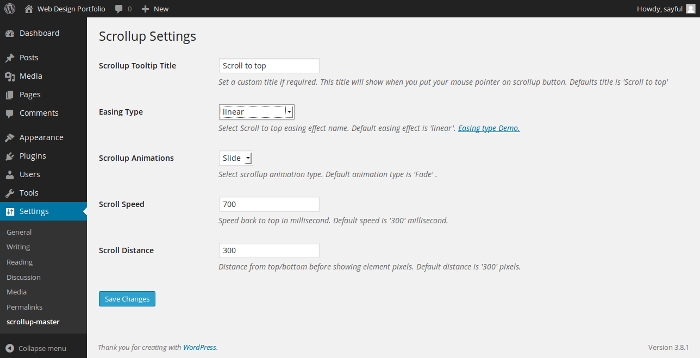 Web Design Portfolio 0 + New Howdy, sayful
Dashboard
Posts
Media
Pages
Comments
Appearance
Plugins
Users
Tools
Settings
General
Writing
Reading
Discussion
Media
Permalinks
scrollup-master
Collapse menu
Scrollup Settings
Scrollup Tooltip Title Scroll to top
Set a custom title if required. This title will show when you put your mouse pointer on scrollup button. Defaults title is 'Scroll to top'
Easing Type linear
Select Scroll to top easing effect name. Default easing effect is 'linear'. Easing type Demo.
Scrollup Animations Slide
Select scrollup animation type. Default animation type is 'Fade' .
Scroll Speed 700
Speed back to top in millisecond. Default speed is '300' millisecond.
Scroll Distance 300
Distance from top/bottom before showing element pixels. Default distance is '300' pixels.
Save Changes
Thank you for creating with WordPress. Version 3.8.1